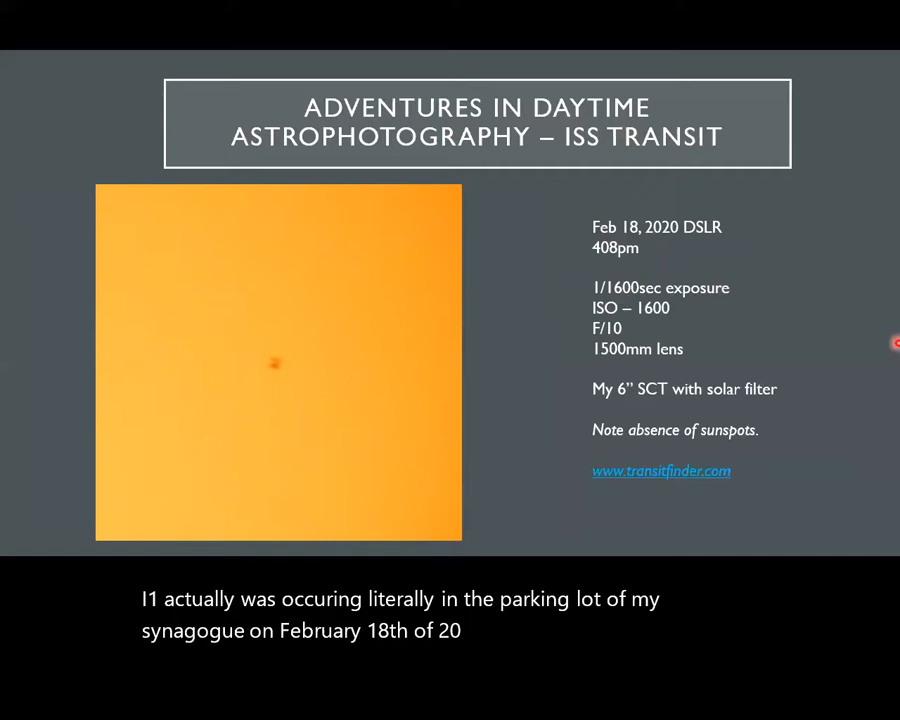 ADVENTURES IN DAYTIME
ASTROPHOTOGRAPHY – ISS TRANSIT
Feb 18, 2020 DSLR
408pm
1/1600sec exposure
ISO – 1600
F/10
1500mm lens
My 6” SCT with solar filter
Note absence of sunspots.
www.transitfinder.com
I1 actually was occuring literally in the parking lot of my
synagogue on February 18th of 20